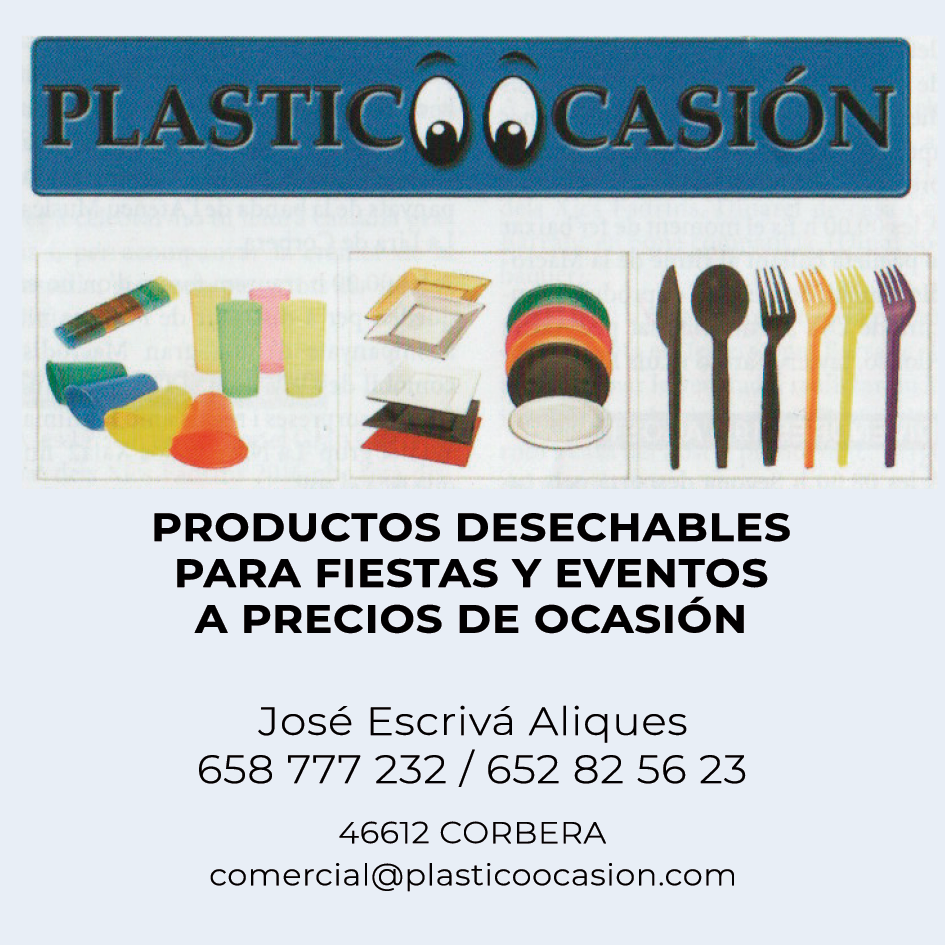 PLASTICOOCASIÓN
PRODUCTOS DESECHABLES
PARA FIESTAS Y EVENTOS
A PRECIOS DE OCASIÓN
José Escrivá Aliques
658 777 232 / 652 82 56 23
46612 CORBERA
comercial@plasticoocasion.com